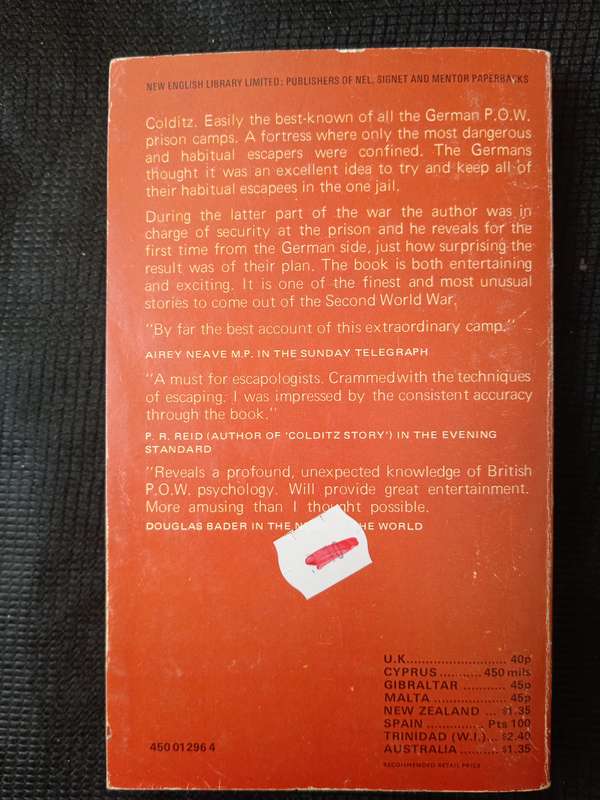 NEW ENGLISH LIBRARY LIMITED: PUBLISHERS OF NEL, SIGNET AND MENTOR PAPERBACKS
Colditz. Easily the best-known of all the German P.O.W.
prison camps. A fortress where only the most dangerous
and habitual escapers were confined. The Germans
thought it was an excellent idea to try and keep all of
their habitual escapees in the one jail.
During the latter part of the war the author was in
charge of security at the prison and he reveals for the
first time from the German side, just how surprising the
result was of their plan. The book is both entertaining
and exciting. It is one of the finest and most unusual
stories to come out of the Second World War.
"By far the best account of this extraordinary camp."
AIREY NEAVE M.P. IN THE SUNDAY TELEGRAPH
"A must for escapologists. Crammed with the techniques
of escaping. I was impressed by the consistent accuracy
through the book."
P. R. REID (AUTHOR OF 'COLDITZ STORY') IN THE EVENING
STANDARD
"Reveals a profound, unexpected knowledge of British
P.O.W. psychology. Will provide great entertainment.
More amusing than I thought possible.
DOUGLAS BADER IN THE THE WORLD
U.K.......................... 40p
CYPRUS........... 450 mils
GIBRALTAR ........... 45p
MALTA ................... 45p
NEW ZEALAND ... $1.35
SPAIN .............. Pts 100
TRINIDAD (W.I.)... $2.40
AUSTRALIA .......... $1.35
RECOMMENDED RETAIL PRICE
450 01296 4